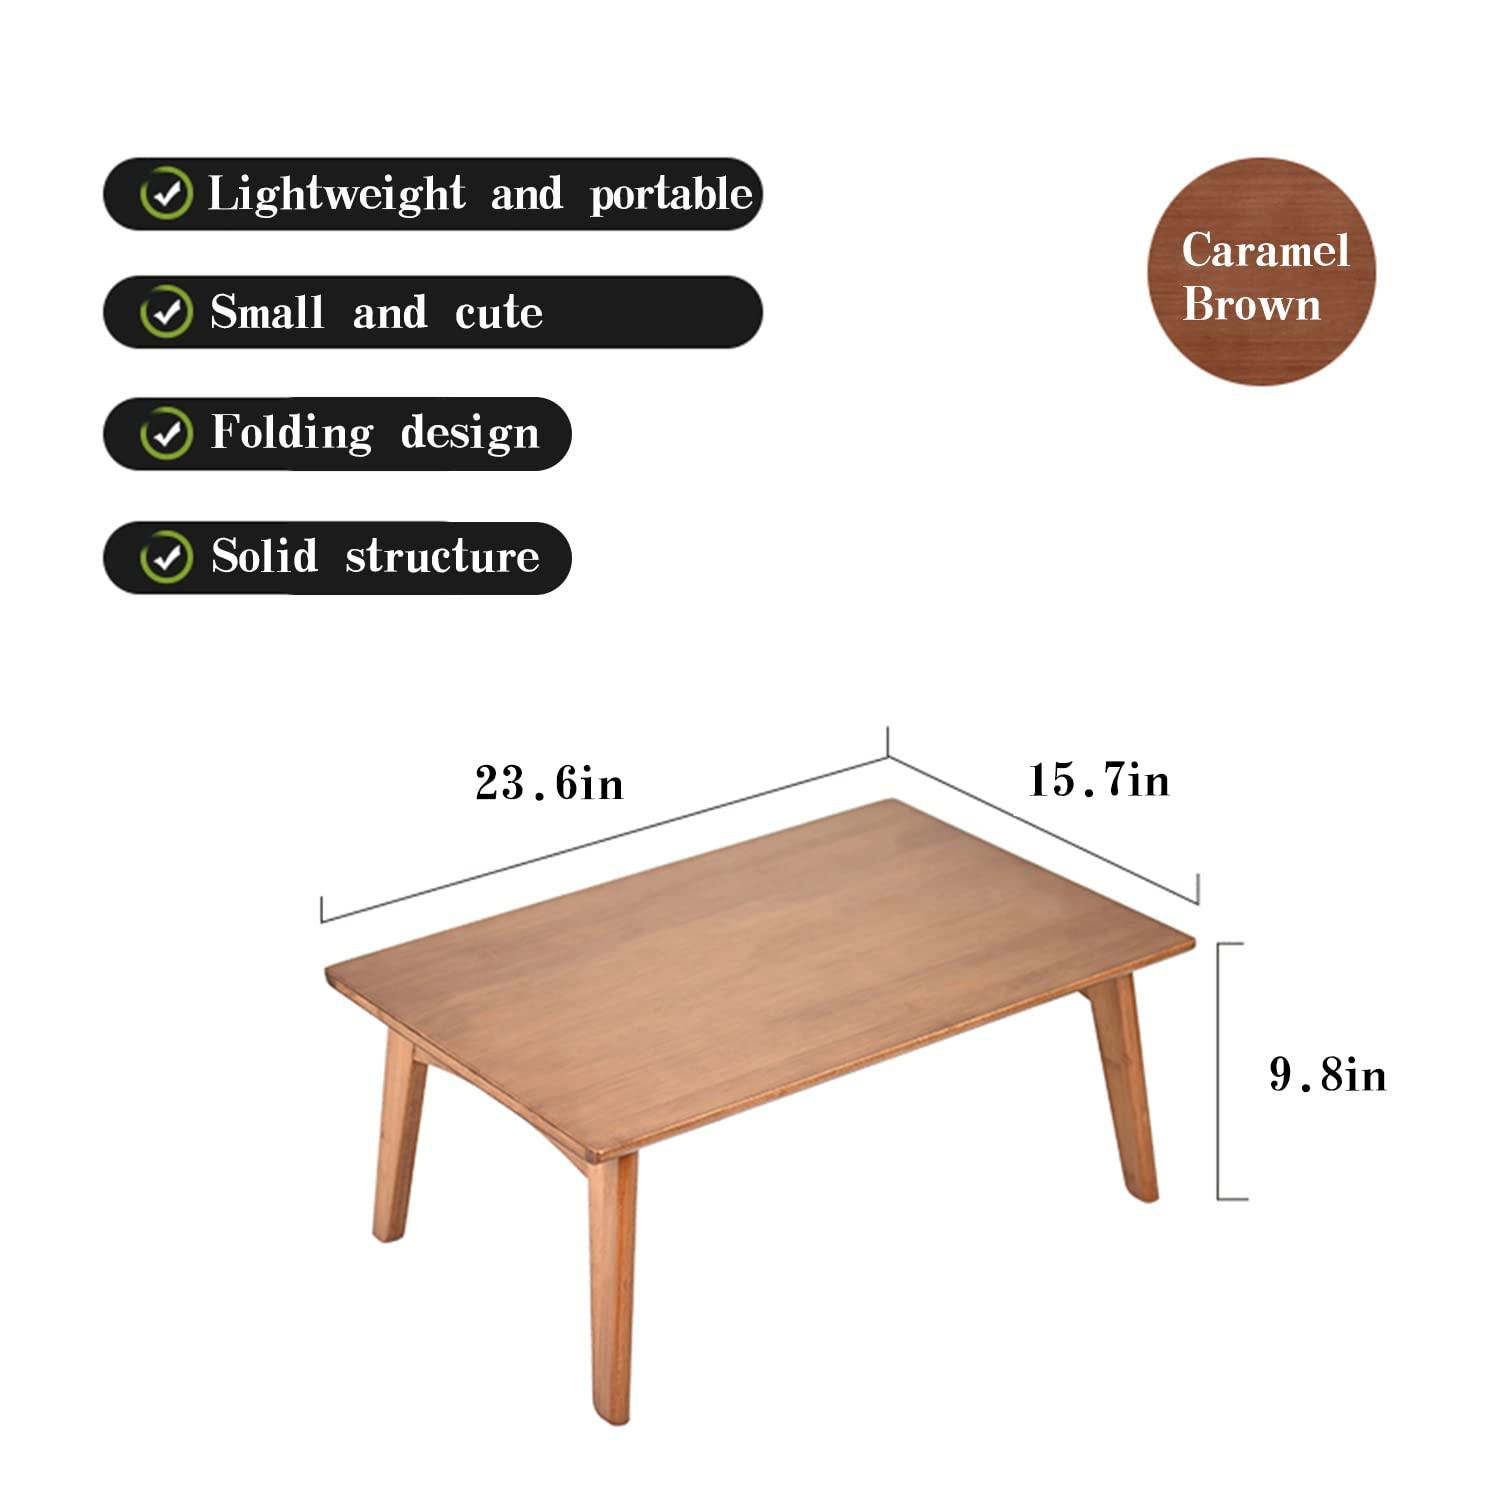 Lightweight and portable
Small and cute
Folding design
Solid structure
Caramel
Brown
23.6in
15.7in
9.8in